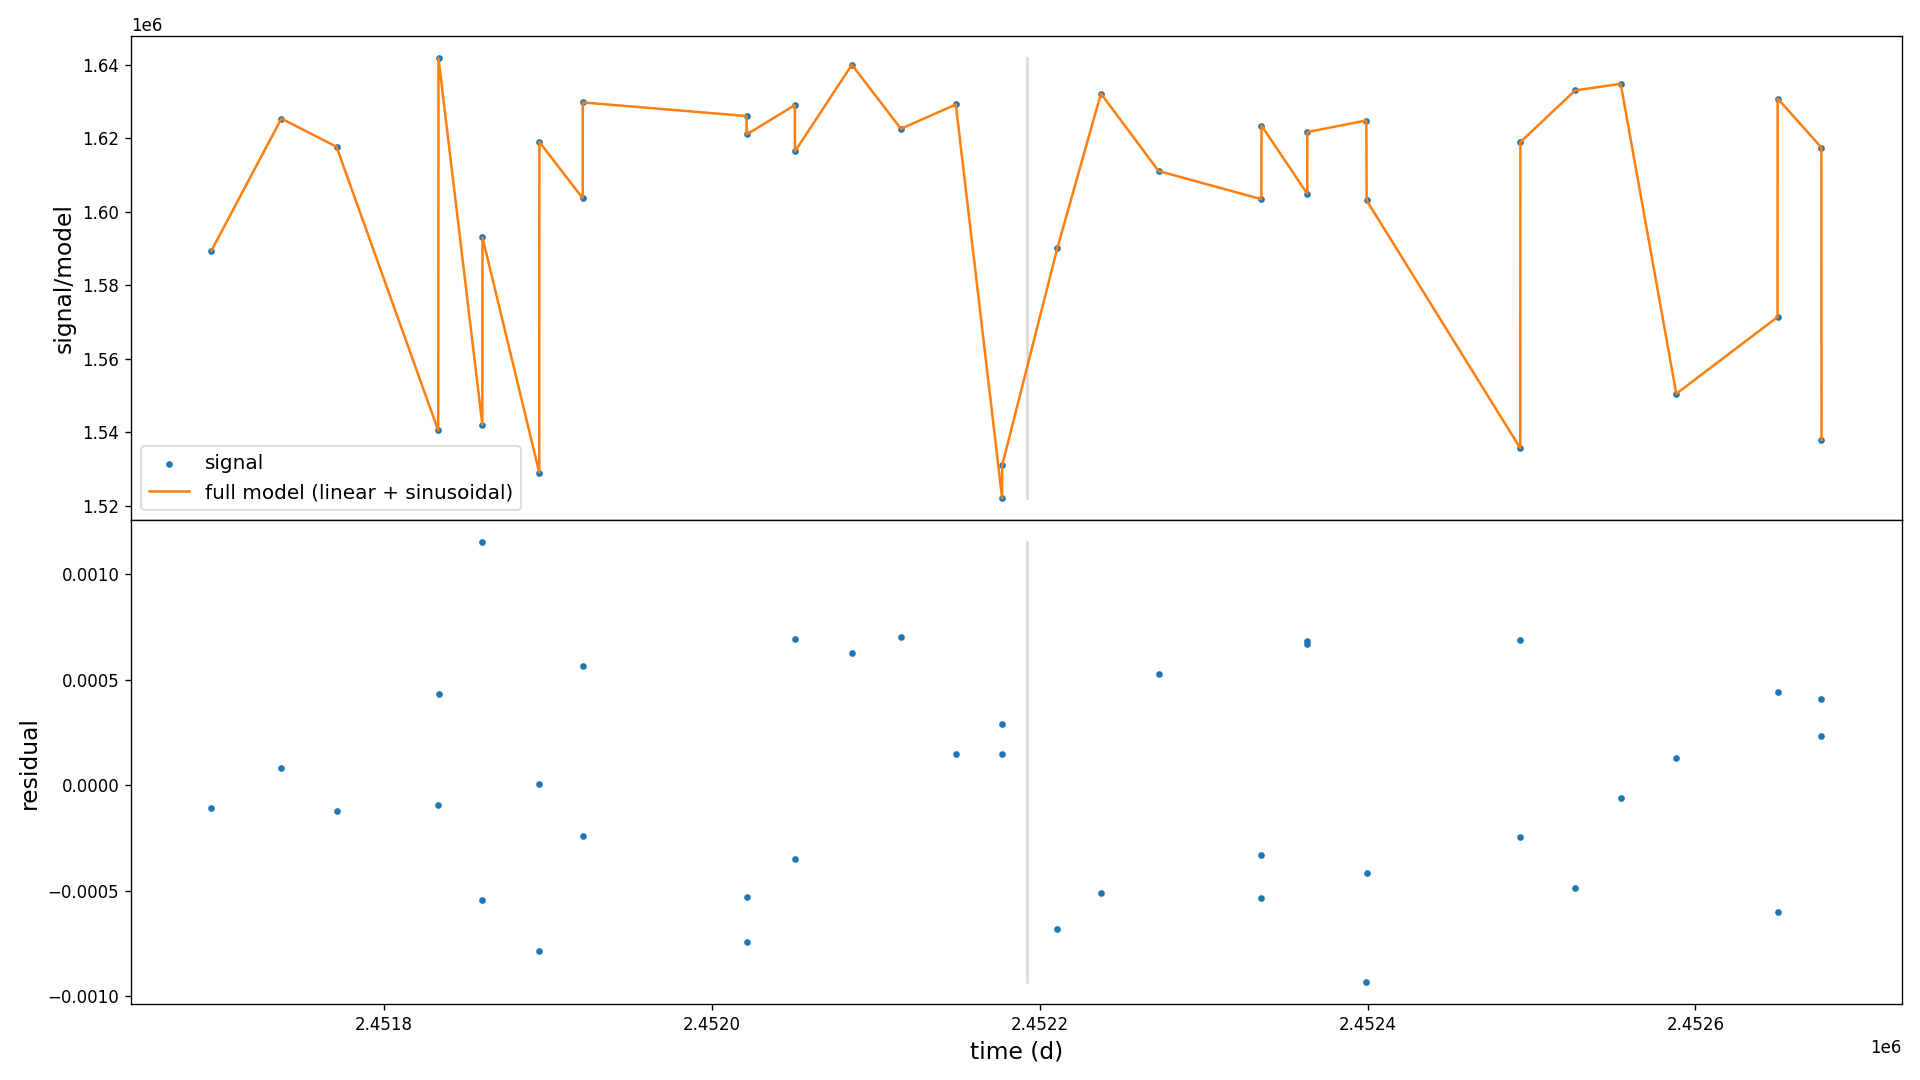 1e6
1.64
1.62
1.60
1.58
1.56
1.54
1.52
signal/model
signal
full model (linear + sinusoidal)
0.0010
0.0005
0.0000
−0.0005
−0.0010
residual
2.4518
2.4520
2.4522
2.4524
2.4526
1e6
time (d)